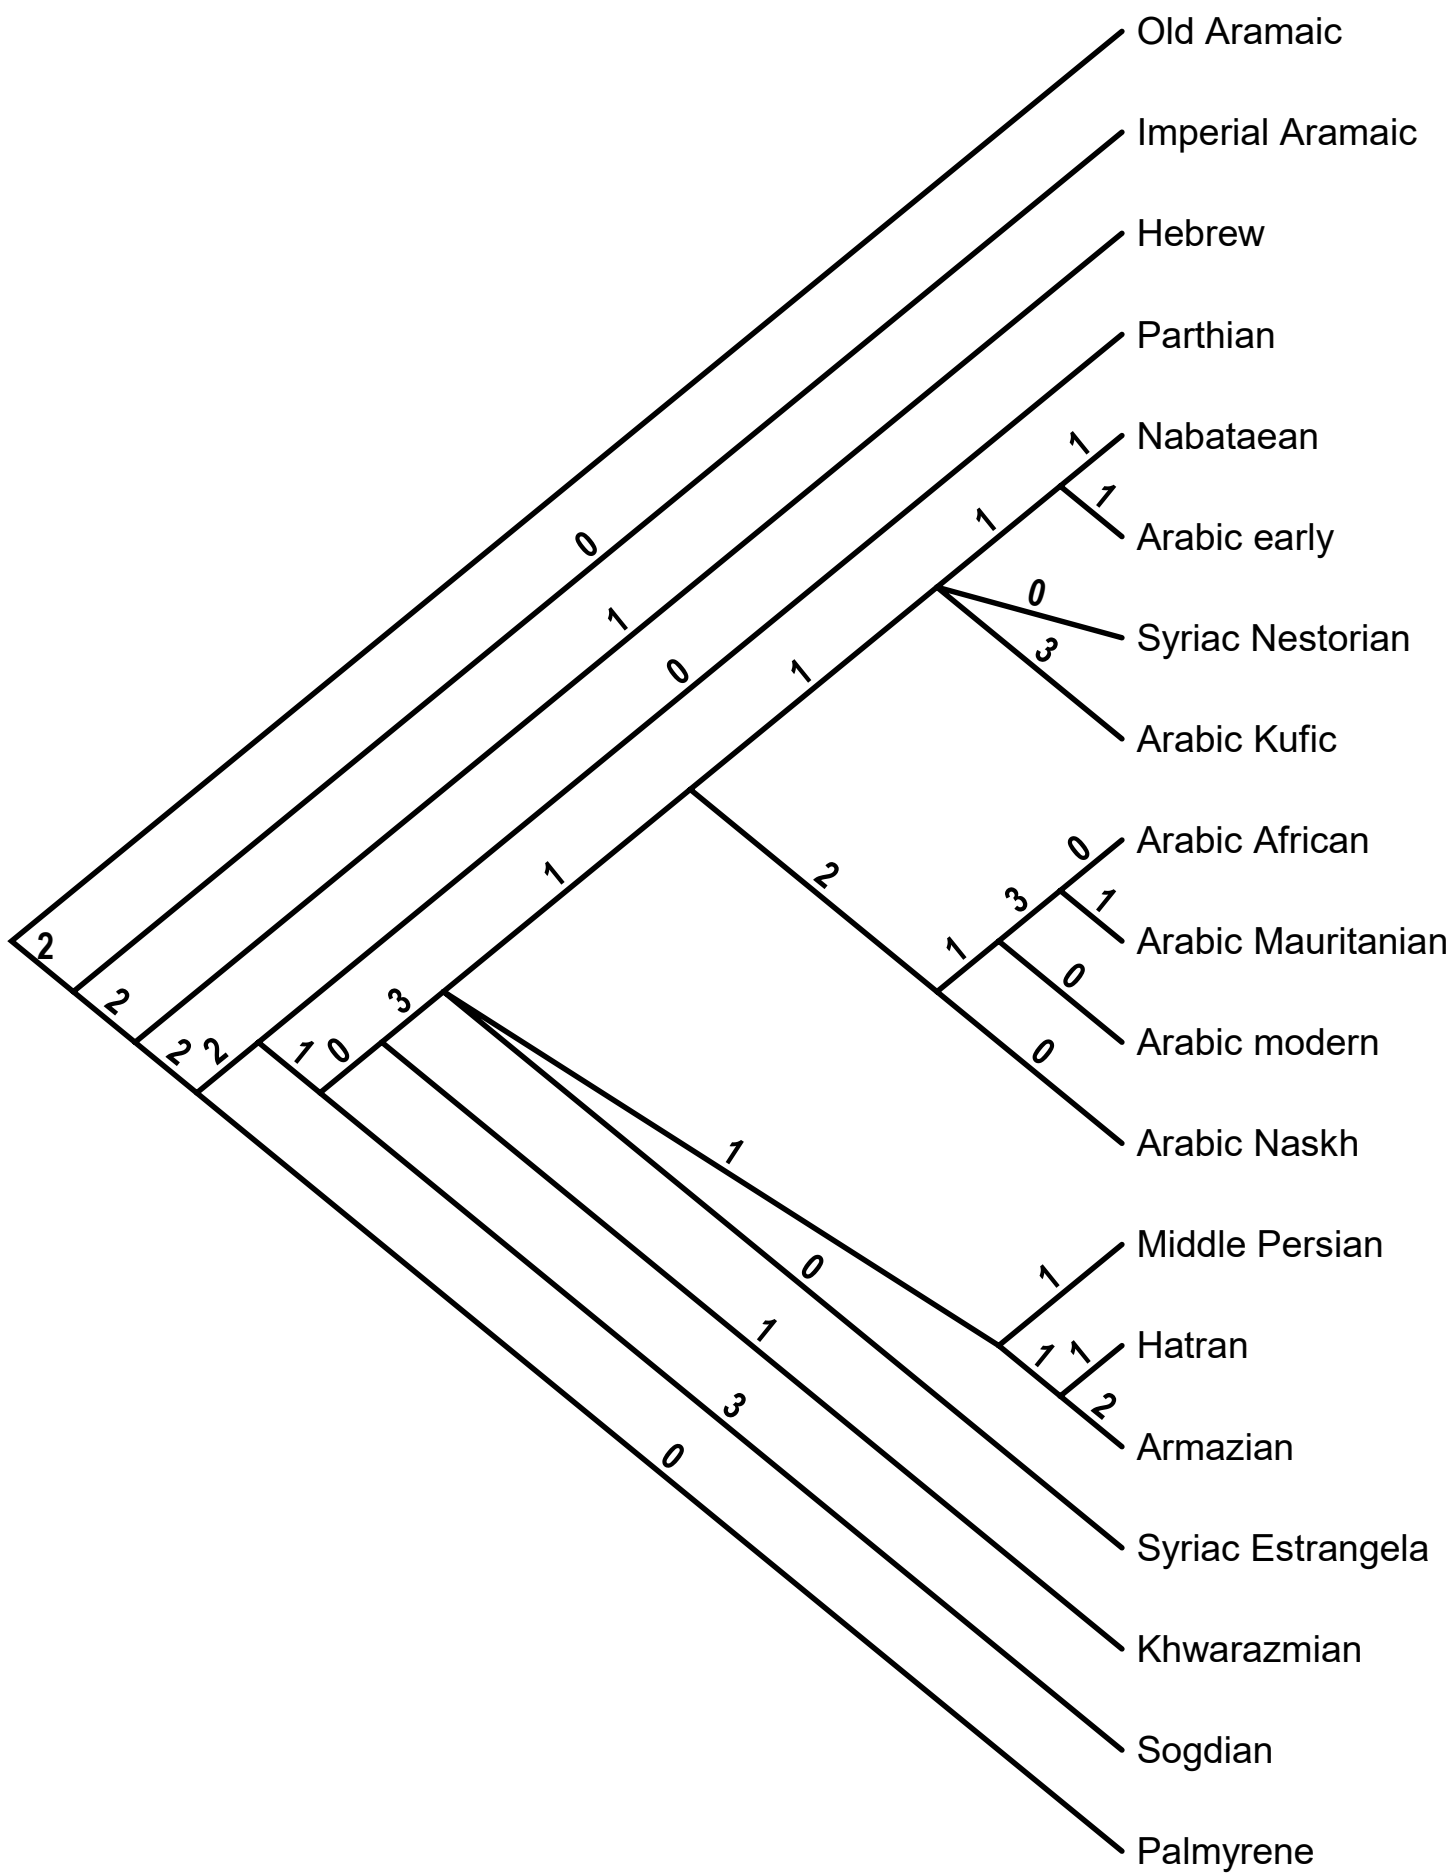 Old Aramaic
Imperial Aramaic
Hebrew
Parthian
1
Nabataean
1
1
Arabic early
0
0
Syriac Nestorian
1
3
0
1
Arabic Kufic
0
Arabic African
1
2
3
1
2
1
Arabic Mauritanian
0
2
3
Arabic modern
2
2
1
0
0
Arabic Naskh
1
Middle Persian
0
1
1
1
1
Hatran
3
2
Armazian
0
Syriac Estrangela
Khwarazmian
Sogdian
Palmyrene